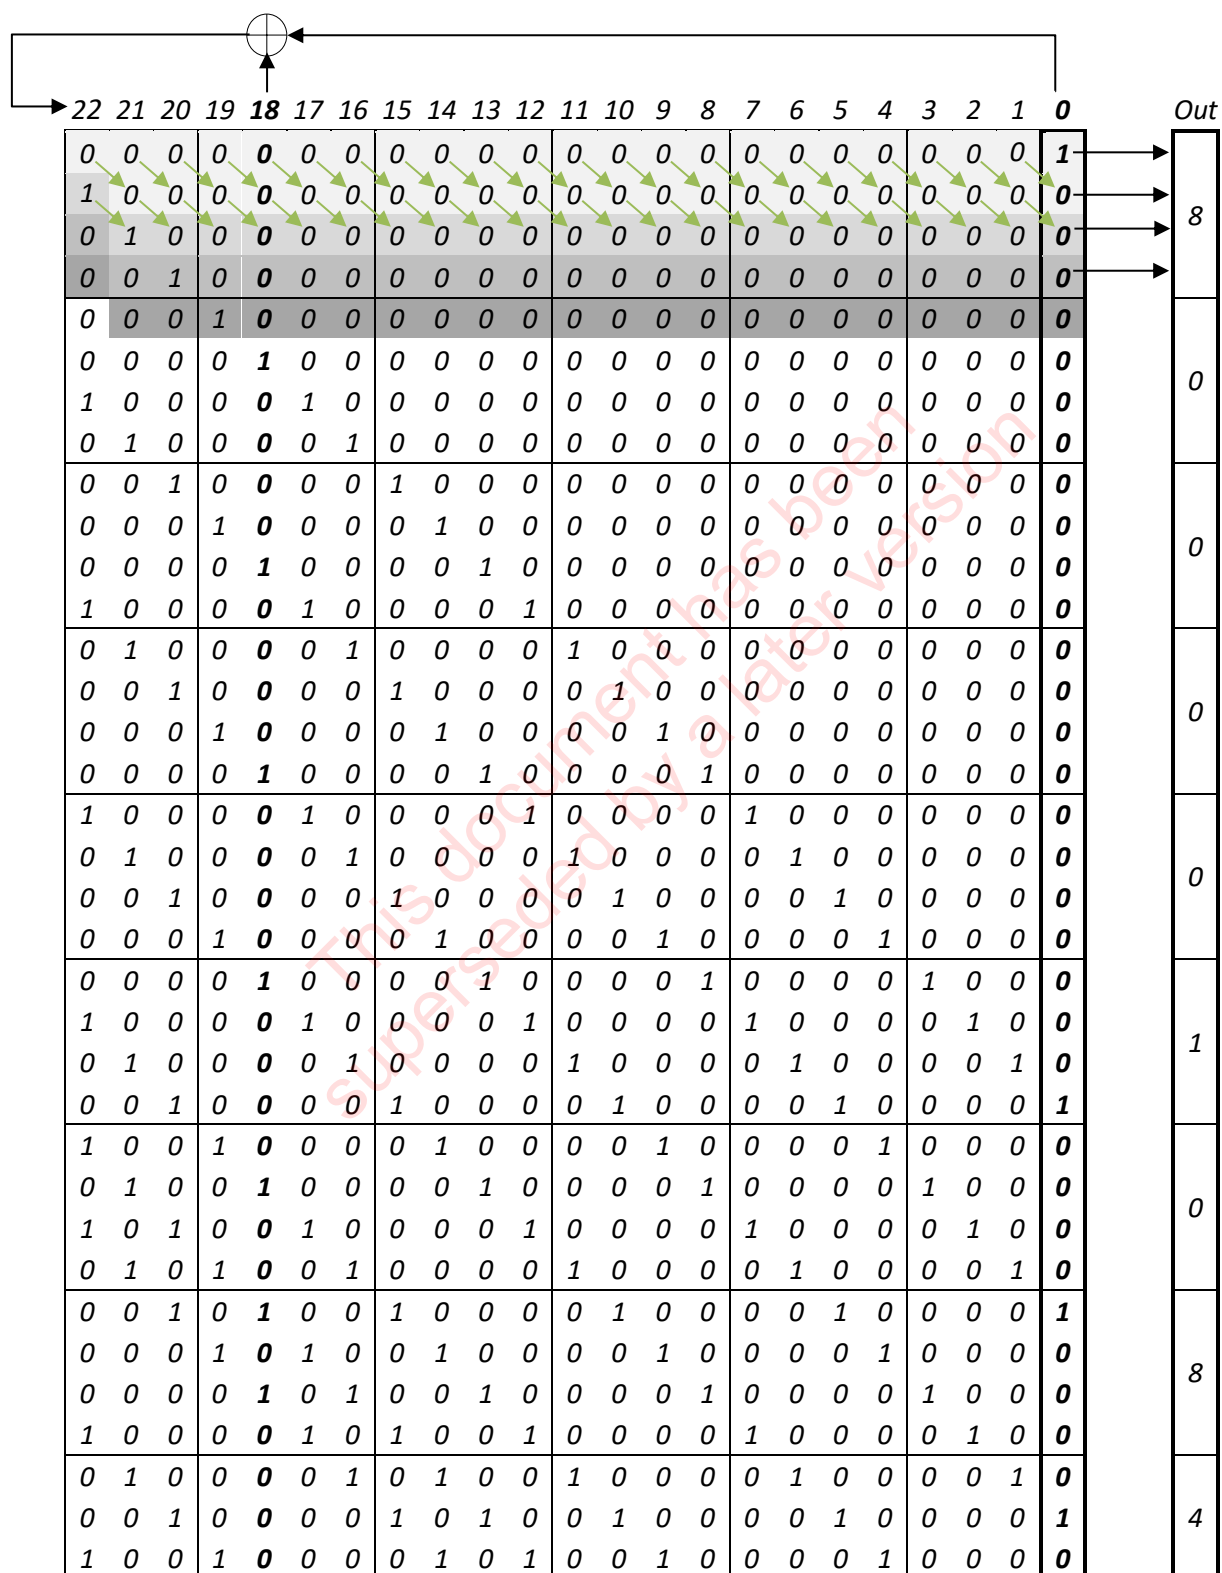 22 21 20 19 18 17 16 15 14 13 12 11 10 9 8 7 6 5 4 3 2 1 0 Out
0 0 0 0 0 0 0 0 0 0 0 0 0 0 0 0 0 0 0 0 0 0 1
1 0 0 0 0 0 0 0 0 0 0 0 0 0 0 0 0 0 0 0 0 0 0
8
0 1 0 0 0 0 0 0 0 0 0 0 0 0 0 0 0 0 0 0 0 0 0
0 0 1 0 0 0 0 0 0 0 0 0 0 0 0 0 0 0 0 0 0 0 0
0 0 0 1 0 0 0 0 0 0 0 0 0 0 0 0 0 0 0 0 0 0 0
0 0 0 0 1 0 0 0 0 0 0 0 0 0 0 0 0 0 0 0 0 0 0
0
1 0 0 0 0 1 0 0 0 0 0 0 0 0 0 0 0 0 0 0 0 0 0
0 1 0 0 0 0 1 0 0 0 0 0 0 0 0 0 0 0 0 0 0 0 0
0 0 1 0 0 0 0 1 0 0 0 0 0 0 0 0 0 0 0 0 0 0 0
0 0 0 1 0 0 0 0 1 0 0 0 0 0 0 0 0 0 0 0 0 0 0
0
0 0 0 0 1 0 0 0 0 1 0 0 0 0 0 0 0 0 0 0 0 0 0
1 0 0 0 0 1 0 0 0 0 1 0 0 0 0 0 0 0 0 0 0 0 0
0 1 0 0 0 0 1 0 0 0 0 1 0 0 0 0 0 0 0 0 0 0 0
0 0 1 0 0 0 0 1 0 0 0 0 1 0 0 0 0 0 0 0 0 0 0
0
0 0 0 1 0 0 0 0 1 0 0 0 0 1 0 0 0 0 0 0 0 0 0
0 0 0 0 1 0 0 0 0 1 0 0 0 0 1 0 0 0 0 0 0 0 0
1 0 0 0 0 1 0 0 0 0 1 0 0 0 0 1 0 0 0 0 0 0 0
0 1 0 0 0 0 1 0 0 0 0 1 0 0 0 0 1 0 0 0 0 0 0
0
0 0 1 0 0 0 0 1 0 0 0 0 1 0 0 0 0 1 0 0 0 0 0
0 0 0 1 0 0 0 0 1 0 0 0 0 1 0 0 0 0 1 0 0 0 0
0 0 0 0 1 0 0 0 0 1 0 0 0 0 1 0 0 0 0 1 0 0 0
1 0 0 0 0 1 0 0 0 0 1 0 0 0 0 1 0 0 0 0 1 0 0
1
0 1 0 0 0 0 1 0 0 0 0 1 0 0 0 0 1 0 0 0 0 1 0
0 0 1 0 0 0 0 1 0 0 0 0 1 0 0 0 0 1 0 0 0 0 1
1 0 0 1 0 0 0 0 1 0 0 0 0 1 0 0 0 0 1 0 0 0 0
0 1 0 0 1 0 0 0 0 1 0 0 0 0 1 0 0 0 0 1 0 0 0
0
1 0 1 0 0 1 0 0 0 0 1 0 0 0 0 1 0 0 0 0 1 0 0
0 1 0 1 0 0 1 0 0 0 0 1 0 0 0 0 1 0 0 0 0 1 0
0 0 1 0 1 0 0 1 0 0 0 0 1 0 0 0 0 1 0 0 0 0 1
0 0 0 1 0 1 0 0 1 0 0 0 0 1 0 0 0 0 1 0 0 0 0
8
0 0 0 0 1 0 1 0 0 1 0 0 0 0 1 0 0 0 0 1 0 0 0
1 0 0 0 0 1 0 1 0 0 1 0 0 0 0 1 0 0 0 0 1 0 0
0 1 0 0 0 0 1 0 1 0 0 1 0 0 0 0 1 0 0 0 0 1 0
0 0 1 0 0 0 0 1 0 1 0 0 1 0 0 0 0 1 0 0 0 0 1
4
1 0 0 1 0 0 0 0 1 0 1 0 0 1 0 0 0 0 1 0 0 0 0
This document has been
superseded by a later version